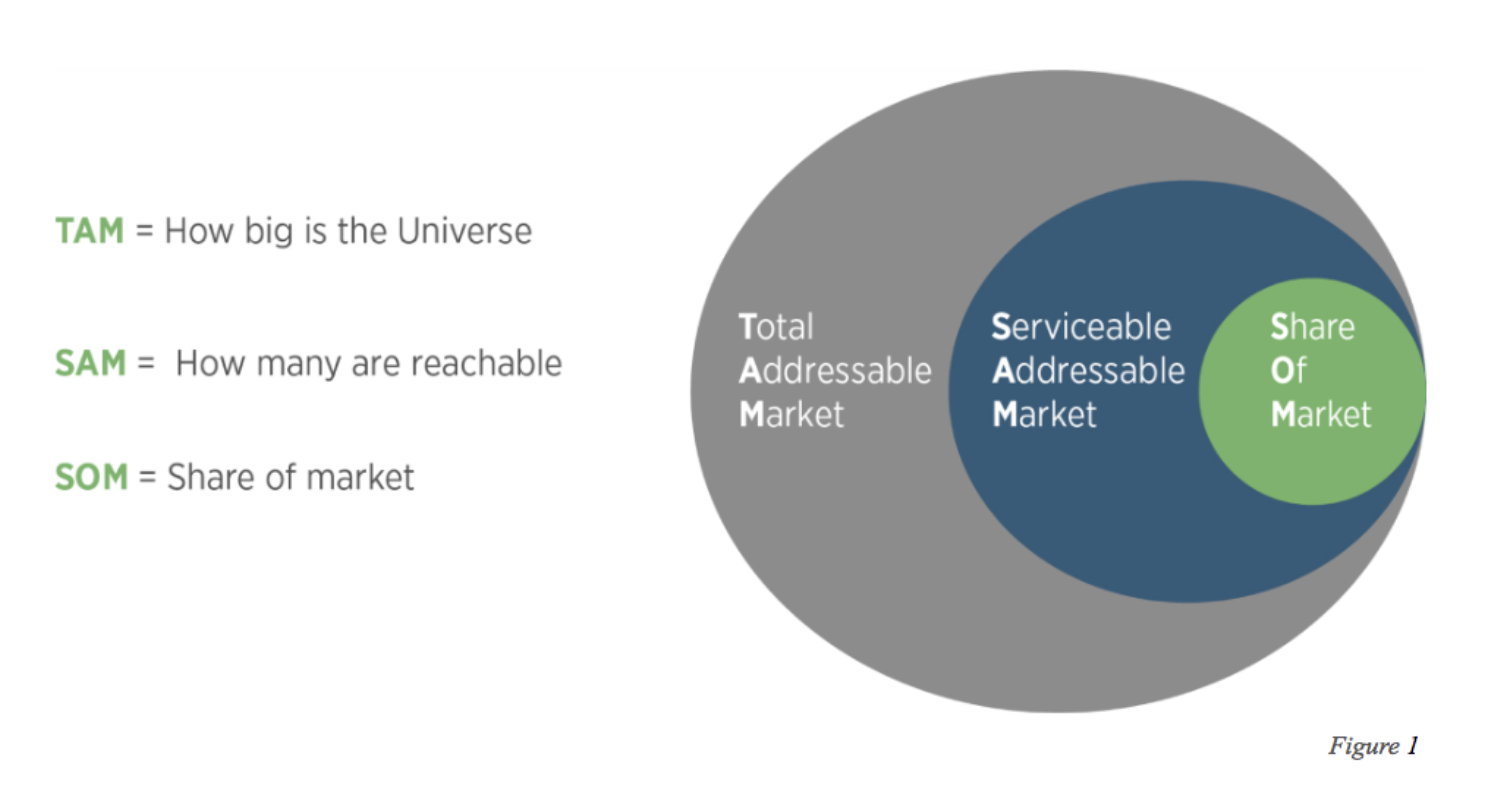 TAM = How big is the Universe
SAM = How many are reachable
SOM = Share of market
Total
Addressable
Market
Serviceable
Addressable
Market
Share
Of
Market
Figure 1